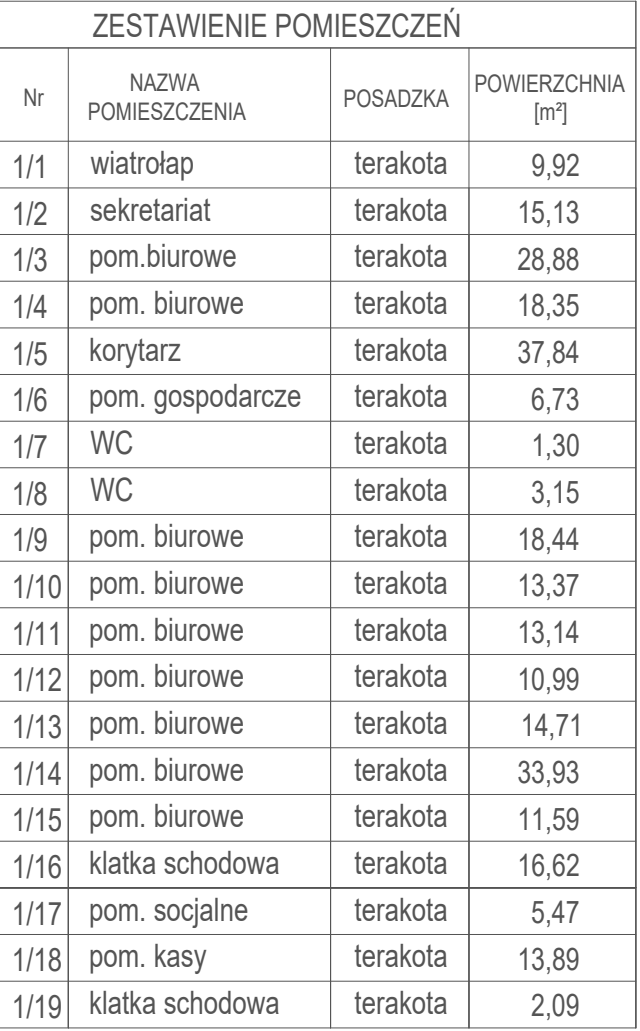 ZESTAWIENIE POMIESZCZEŃ
Nr NAZWA POMIESZCZENIA POSADZKA POWIERZCHNIA [m²]
1/1 wiatrołap terakota 9,92
1/2 sekretariat terakota 15,13
1/3 pom.biurowe terakota 28,88
1/4 pom. biurowe terakota 18,35
1/5 korytarz terakota 37,84
1/6 pom. gospodarcze terakota 6,73
1/7 WC terakota 1,30
1/8 WC terakota 3,15
1/9 pom. biurowe terakota 18,44
1/10 pom. biurowe terakota 13,37
1/11 pom. biurowe terakota 13,14
1/12 pom. biurowe terakota 10,99
1/13 pom. biurowe terakota 14,71
1/14 pom. biurowe terakota 33,93
1/15 pom. biurowe terakota 11,59
1/16 klatka schodowa terakota 16,62
1/17 pom. socjalne terakota 5,47
1/18 pom. kasy terakota 13,89
1/19 klatka schodowa terakota 2,09